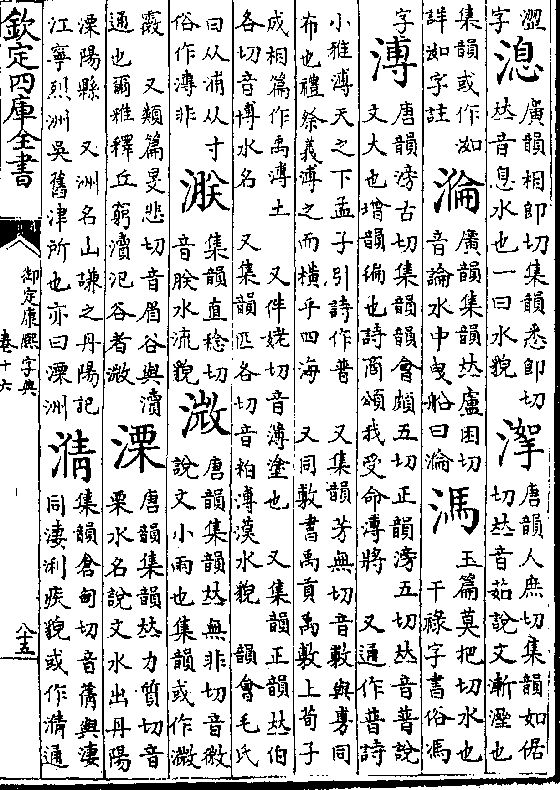 澀
字
㴧
廣韻相即切集韻悉即切
𠀤音息水也一曰水貌
㴰
唐韻人庶切集韻如倨
切𠀤音茹說文漸溼也
集韻或作洳
詳洳字註
溣
廣韻集韻𠀤盧困切
音論水中曳船曰溣
溤
玉篇莫把切水也
干祿字書俗馮
字
溥
唐韻滂古切集韻韻會頗五切正韻滂五切𠀤音普說
文大也增韻徧也詩商頌我受命溥將 又通作普詩
小雅溥天之下孟子引詩作普 又集韻芳無切音敷與旉同
布也禮祭義溥之而橫乎四海 又同敷書禹貢禹敷土荀子
成相篇作禹溥土 又伴姥切音簿塗也 又集韻正韻𠀤伯
各切音博水名 又集韻匹各切音粕溥漠水貌 韻會毛氏
曰从浦从寸
俗作溥非
㴨
集韻直稔切
音朕水流貌
溦
唐韻集韻𠀤無非切音微
說文小雨也集韻或作溦
霺 又類篇旻悲切音眉谷與瀆
通也爾雅釋丘窮瀆汜谷者溦
溧
唐韻集韻𠀤力質切音
栗水名說文水出丹陽
溧陽縣 又洲名山謙之丹陽記
江寧烈洲吳舊津所也亦曰溧洲
㵀
集韻倉甸切音蒨與淒
同淒浰疾貌或作㵀通
欽定四庫全書
御定康熙字典
卷十六
八十五